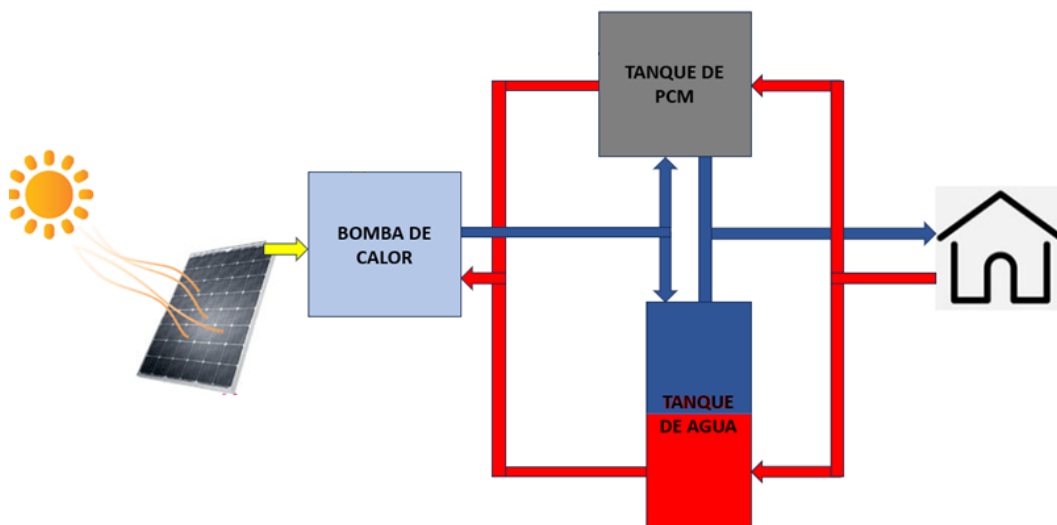 TANQUE DE
PCM
BOMBA DE
CALOR
TANQUE
DE AGUA